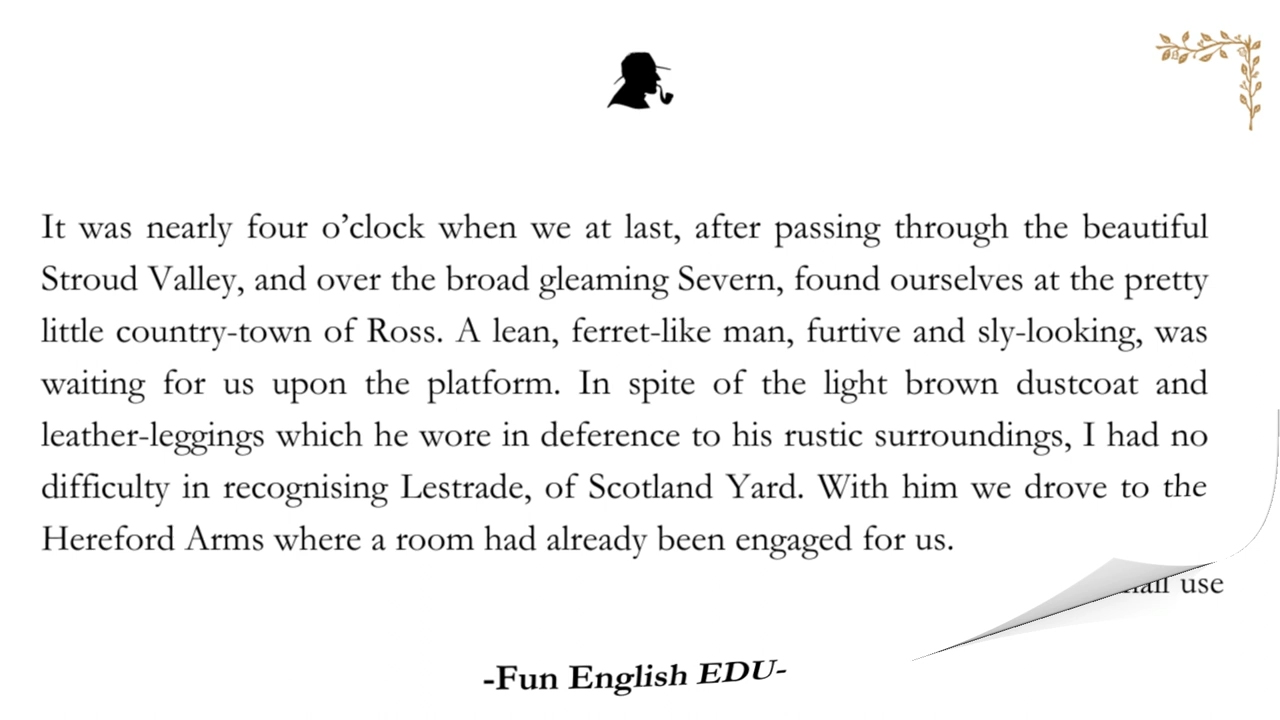 It was nearly four o’clock when we at last, after passing through the beautiful
Stroud Valley, and over the broad gleaming Severn, found ourselves at the pretty
little country-town of Ross. A lean, ferret-like man, furtive and sly-looking, was
waiting for us upon the platform. In spite of the light brown dustcoat and
leather-leggings which he wore in deference to his rustic surroundings, I had no
difficulty in recognising Lestrade, of Scotland Yard. With him we drove to the
Hereford Arms where a room had already been engaged for us.
use
-Fun English EDU-